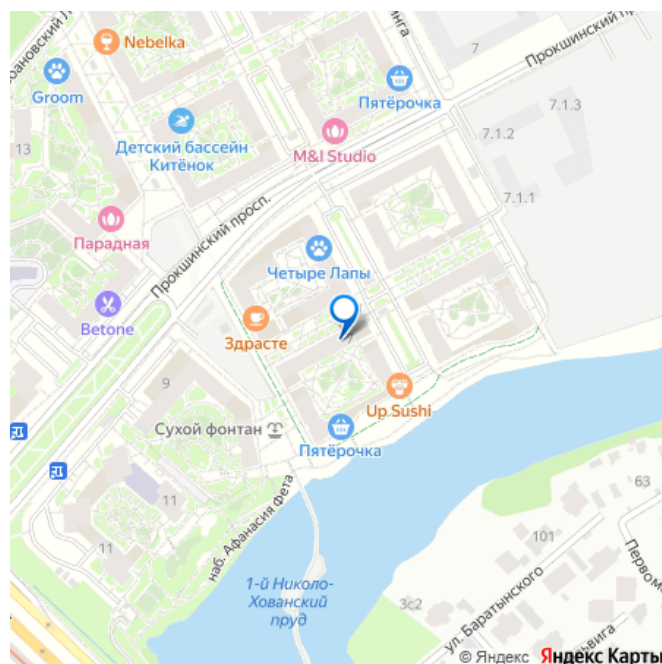 Nebelka
Groom
13
Детский бассейн
Китёнок
Пятёрочка
M&I Studio
7
Прокшинский пр
7.1.3
7.1.2
7.1.1
Парадная
Прокшинский просп.
Четыре Лапы
Betone
Здрасте
9
Up Sushi
Сухой фонтан
Пятёрочка
11
11
наб. Афанасия Фета
1-й Николо-
Хованский
пруд
63
101
3с2
ул. Баратынского
Первома
© Яндекс Яндекс Карты